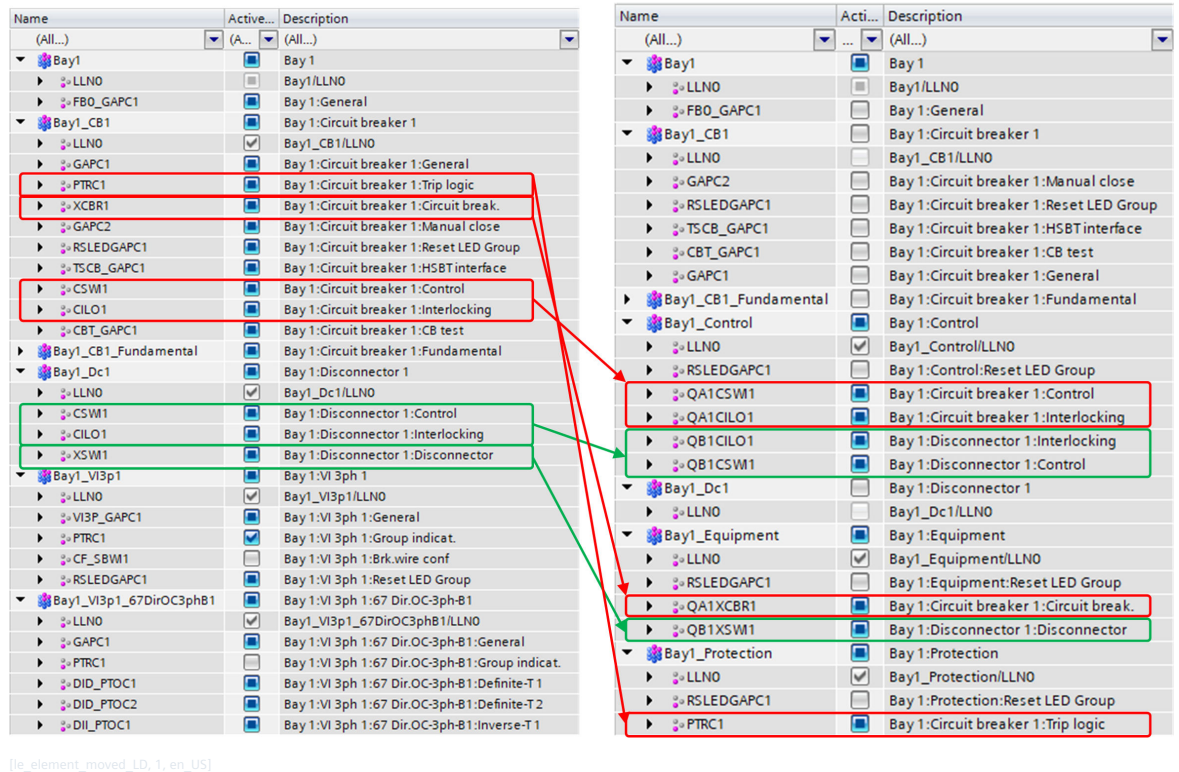 Name Active... Description
(All...) (A... (All...)
Bay1 Bay 1
LLN0 Bay1/LLN0
FB0_GAPC1 Bay 1:General
Bay1_CB1 Bay 1:Circuit breaker 1
LLN0 Bay1_CB1/LLN0
GAPC1 Bay 1:Circuit breaker 1:General
PTRC1 Bay 1:Circuit breaker 1:Trip logic
XCBR1 Bay 1:Circuit breaker 1:Circuit break.
GAPC2 Bay 1:Circuit breaker 1:Manual close
RSLEDGAPC1 Bay 1:Circuit breaker 1:Reset LED Group
TSCB_GAPC1 Bay 1:Circuit breaker 1:HSBT interface
CSWI1 Bay 1:Circuit breaker 1:Control
CILO1 Bay 1:Circuit breaker 1:Interlocking
CBT_GAPC1 Bay 1:Circuit breaker 1:CB test
Bay1_CB1_Fundamental Bay 1:Circuit breaker 1:Fundamental
Bay1_Dc1 Bay 1:Disconnector 1
LLN0 Bay1_Dc1/LLN0
CSWI1 Bay 1:Disconnector 1:Control
CILO1 Bay 1:Disconnector 1:Interlocking
XSWI1 Bay 1:Disconnector 1:Disconnector
Bay1_VI3p1 Bay 1:VI 3ph 1
LLN0 Bay1_VI3p1/LLN0
VI3P_GAPC1 Bay 1:VI 3ph 1:General
PTRC1 Bay 1:VI 3ph 1:Group indicat.
CF_SBWI1 Bay 1:VI 3ph 1:Brk.wire conf
RSLEDGAPC1 Bay 1:VI 3ph 1:Reset LED Group
Bay1_VI3p1_67DirOC3phB1 Bay 1:VI 3ph 1:67 Dir.OC-3ph-B1
LLN0 Bay1_VI3p1_67DirOC3phB1/LLN0
GAPC1 Bay 1:VI 3ph 1:67 Dir.OC-3ph-B1:General
PTRC1 Bay 1:VI 3ph 1:67 Dir.OC-3ph-B1:Group indicat.
DID_PTOC1 Bay 1:VI 3ph 1:67 Dir.OC-3ph-B1:Definite-T 1
DID_PTOC2 Bay 1:VI 3ph 1:67 Dir.OC-3ph-B1:Definite-T 2
DII_PTOC1 Bay 1:VI 3ph 1:67 Dir.OC-3ph-B1:Inverse-T 1
Name Acti... Description
(All...) ... (All...)
Bay1 Bay 1
LLN0 Bay1/LLN0
FB0_GAPC1 Bay 1:General
Bay1_CB1 Bay 1:Circuit breaker 1
LLN0 Bay1_CB1/LLN0
GAPC2 Bay 1:Circuit breaker 1:Manual close
RSLEDGAPC1 Bay 1:Circuit breaker 1:Reset LED Group
TSCB_GAPC1 Bay 1:Circuit breaker 1:HSBT interface
CBT_GAPC1 Bay 1:Circuit breaker 1:CB test
GAPC1 Bay 1:Circuit breaker 1:General
Bay1_CB1_Fundamental Bay 1:Circuit breaker 1:Fundamental
Bay1_Control Bay 1:Control
LLN0 Bay1_Control/LLN0
RSLEDGAPC1 Bay 1:Control:Reset LED Group
QA1CSWI1 Bay 1:Circuit breaker 1:Control
QA1CILO1 Bay 1:Circuit breaker 1:Interlocking
QB1CILO1 Bay 1:Disconnector 1:Interlocking
QB1CSWI1 Bay 1:Disconnector 1:Control
Bay1_Dc1 Bay 1:Disconnector 1
LLN0 Bay1_Dc1/LLN0
Bay1_Equipment Bay 1:Equipment
LLN0 Bay1_Equipment/LLN0
RSLEDGAPC1 Bay 1:Equipment:Reset LED Group
QA1XCBR1 Bay 1:Circuit breaker 1:Circuit break.
QB1XSWI1 Bay 1:Disconnector 1:Disconnector
Bay1_Protection Bay 1:Protection
LLN0 Bay1_Protection/LLN0
RSLEDGAPC1 Bay 1:Protection:Reset LED Group
PTRC1 Bay 1:Circuit breaker 1:Trip logic
[le_element_moved_LD, 1, en_US]